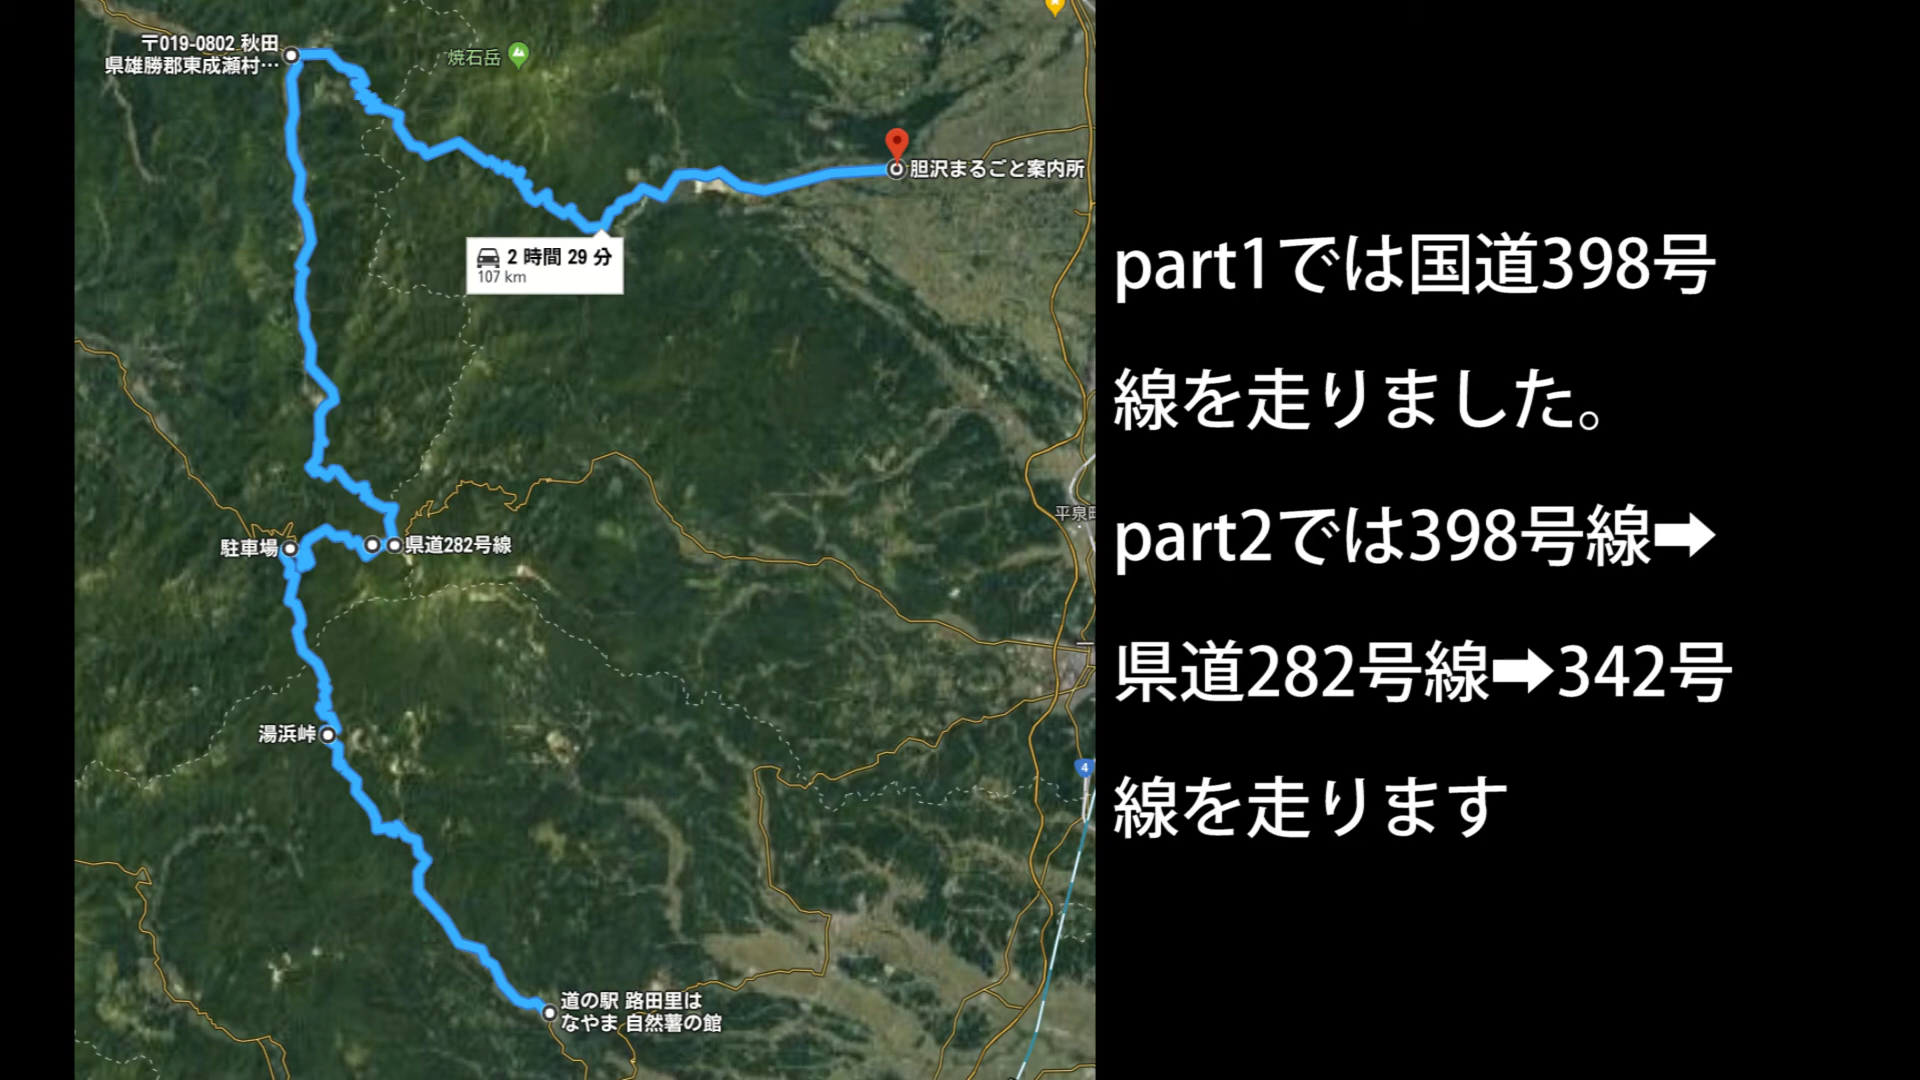 〒019-0802 秋田
県雄勝郡東成瀬村…
焼石岳
胆沢まるごと案内所
2 時間 29 分
107 km
平泉町
駐車場
県道282号線
湯浜峠
4
道の駅 路田里は
なやま 自然薯の館
part1では国道398号
線を走りました。
part2では398号線➡
県道282号線➡342号
線を走ります